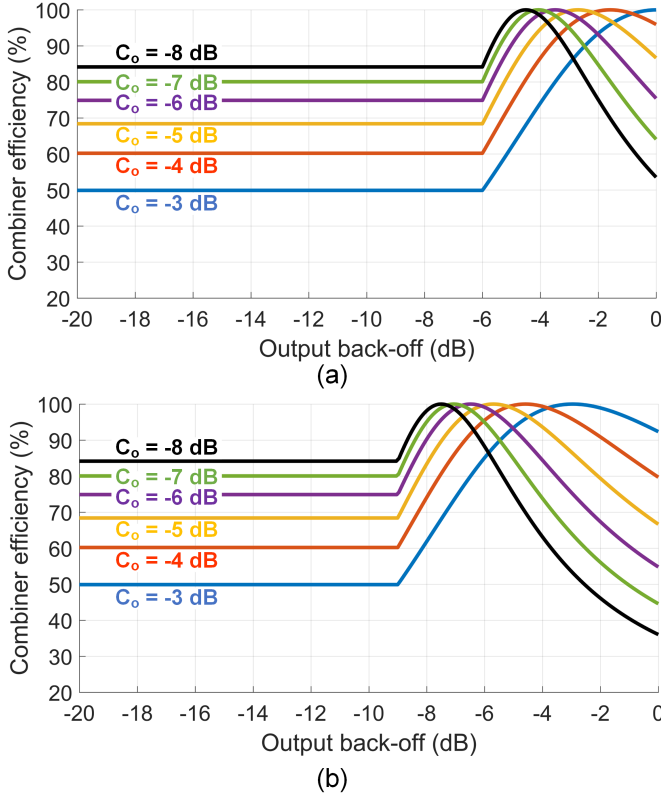 Combiner efficiency (%)
100
90
80
70
60
50
40
30
20
Cₒ = -8 dB
Cₒ = -7 dB
Cₒ = -6 dB
Cₒ = -5 dB
Cₒ = -4 dB
Cₒ = -3 dB
-20 -18 -16 -14 -12 -10 -8 -6 -4 -2 0
Output back-off (dB)
(a)
Combiner efficiency (%)
100
90
80
70
60
50
40
30
20
Cₒ = -8 dB
Cₒ = -7 dB
Cₒ = -6 dB
Cₒ = -5 dB
Cₒ = -4 dB
Cₒ = -3 dB
-20 -18 -16 -14 -12 -10 -8 -6 -4 -2 0
Output back-off (dB)
(b)